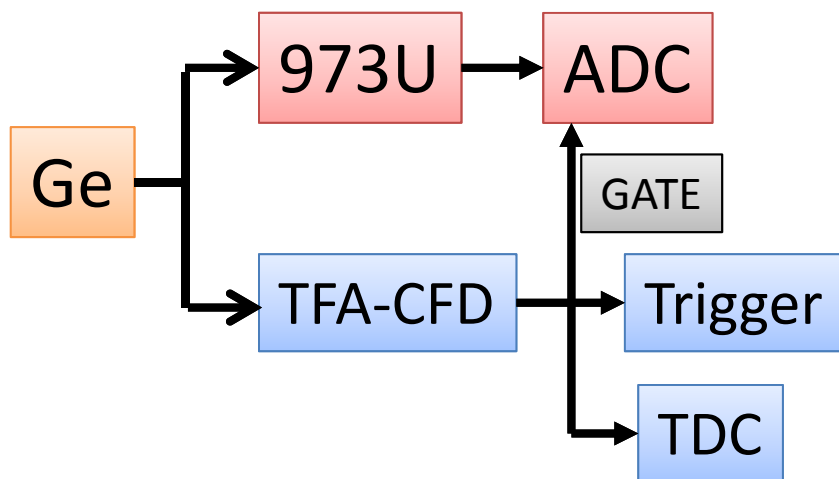 973U
ADC
Ge
GATE
TFA-CFD
Trigger
TDC